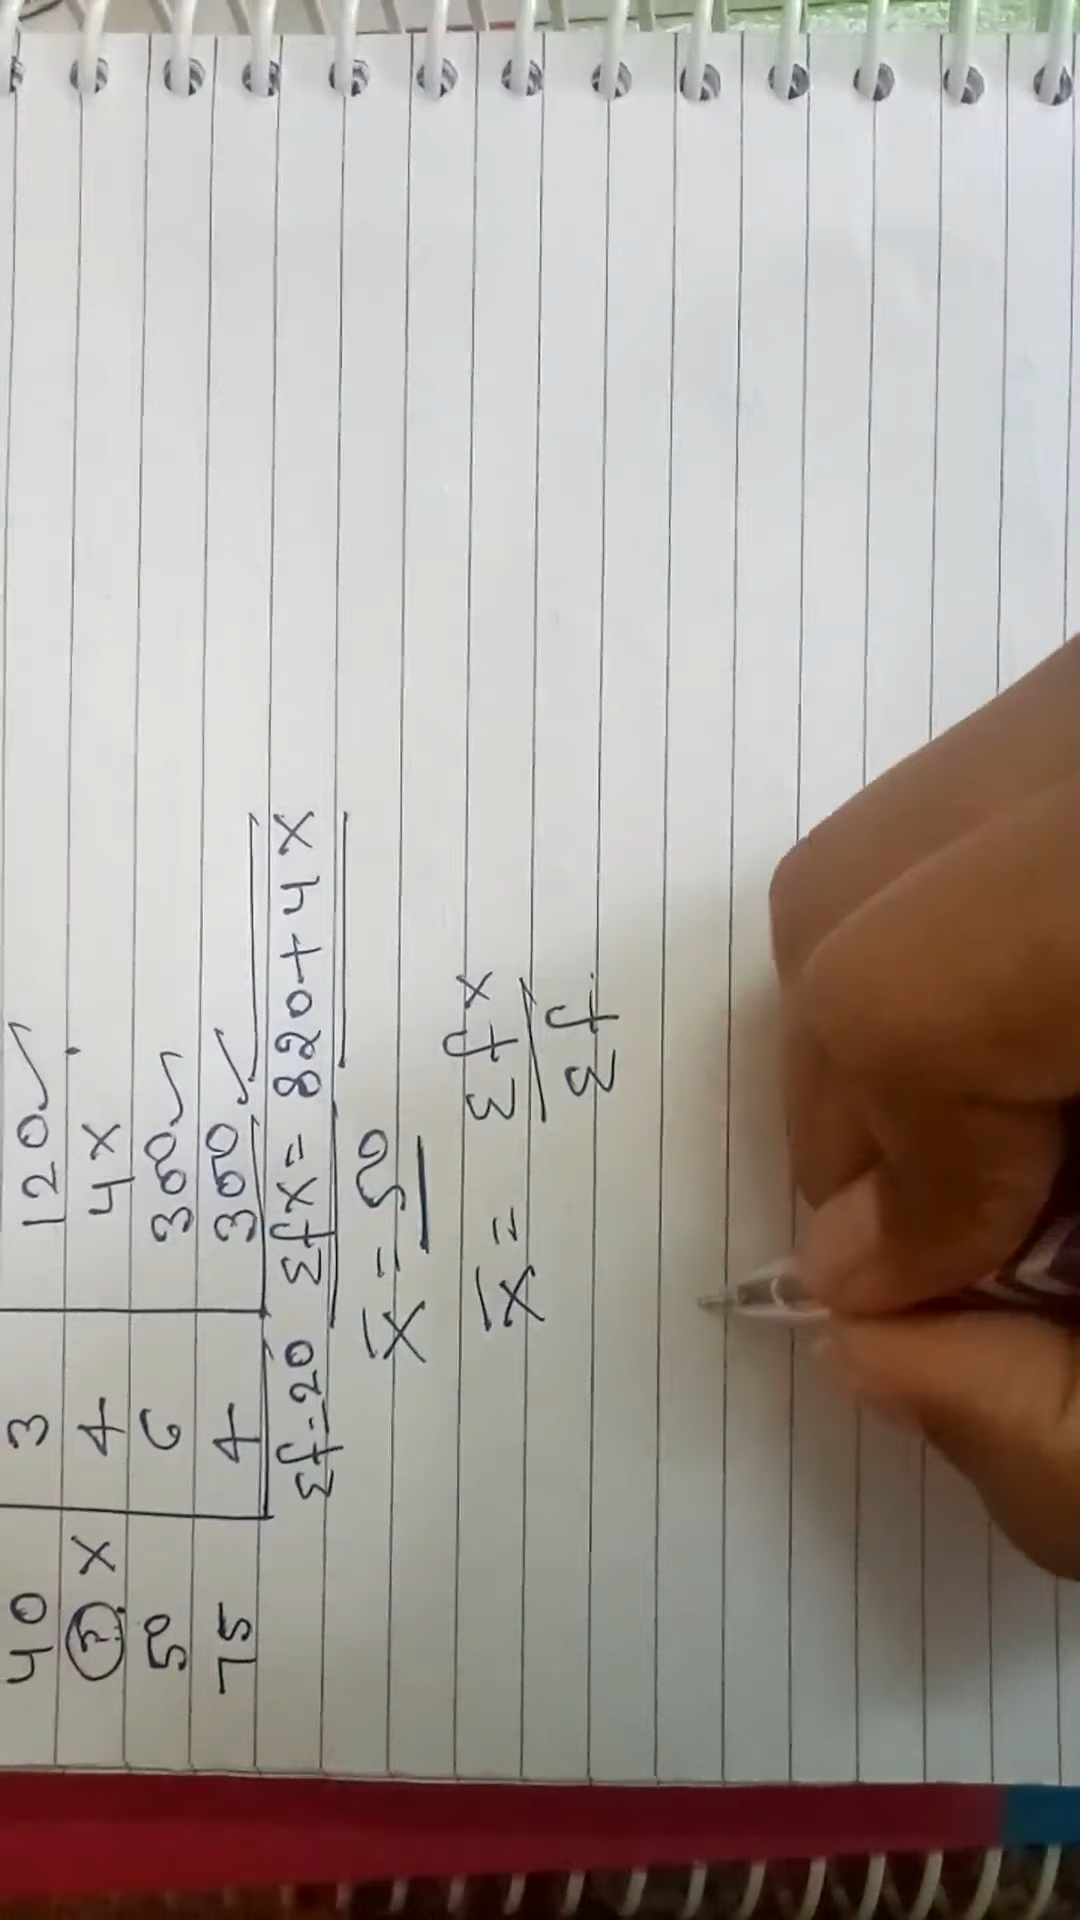 40 3 120 ✓
? X 4 4X
50 6 300 ✓
75 4 300 ✓
Σf=20 Σfx= 820+4X
X̄ = 50
X̄ = Σfx
Σf